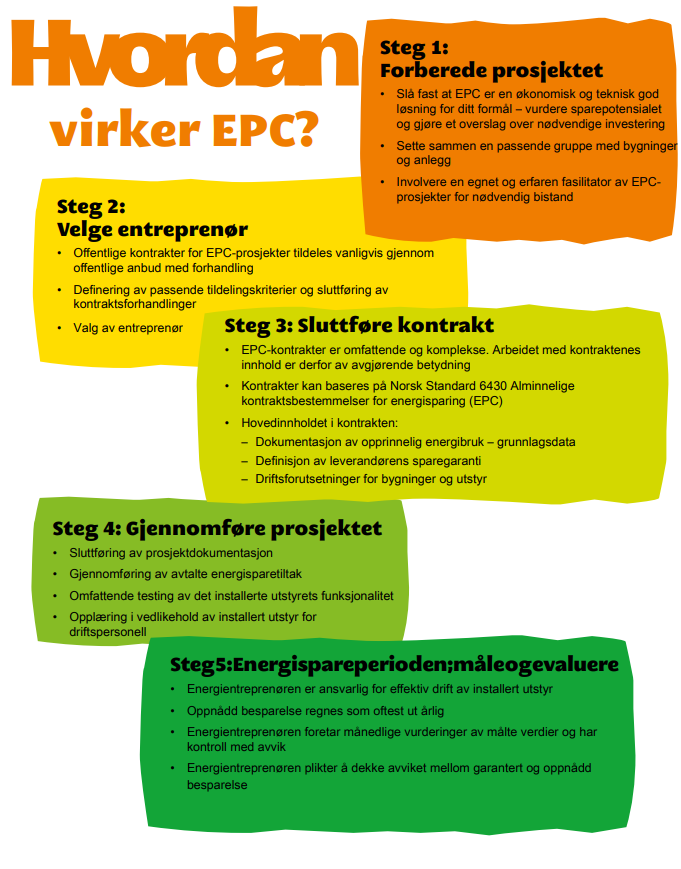 Hvordan
virker EPC?
Steg 1:
Forberede prosjektet
• Slå fast at EPC er en økonomisk og teknisk god
løsning for ditt formål – vurdere sparepotensialet
og gjøre et overslag over nødvendige investering
• Sette sammen en passende gruppe med bygninger
og anlegg
• Involvere en egnet og erfaren fasilitator av EPC-
prosjekter for nødvendig bistand
Steg 2:
Velge entreprenør
• Offentlige kontrakter for EPC-prosjekter tildeles vanligvis gjennom
offentlige anbud med forhandling
• Definering av passende tildelingskriterier og sluttføring av
kontraktsforhandlinger
• Valg av entreprenør
Steg 3: Sluttføre kontrakt
• EPC-kontrakter er omfattende og komplekse. Arbeidet med kontraktenes
innhold er derfor av avgjørende betydning
• Kontrakter kan baseres på Norsk Standard 6430 Alminnelige
kontraktsbestemmelser for energisparing (EPC)
• Hovedinnholdet i kontrakten:
– Dokumentasjon av opprinnelig energibruk – grunnlagsdata
– Definisjon av leverandørens sparegaranti
– Driftsforutsetninger for bygninger og utstyr
Steg 4: Gjennomføre prosjektet
• Sluttføring av prosjektdokumentasjon
• Gjennomføring av avtalte energisparetiltak
• Omfattende testing av det installerte utstyrets funksjonalitet
• Opplæring i vedlikehold av installert utstyr for
driftspersonell
Steg5:Energispareperioden;måleogevaluere
• Energientreprenøren er ansvarlig for effektiv drift av installert utstyr
• Oppnådd besparelse regnes som oftest ut årlig
• Energientreprenøren foretar månedlige vurderinger av målte verdier og har
kontroll med avvik
• Energientreprenøren plikter å dekke avviket mellom garantert og oppnådd
besparelse